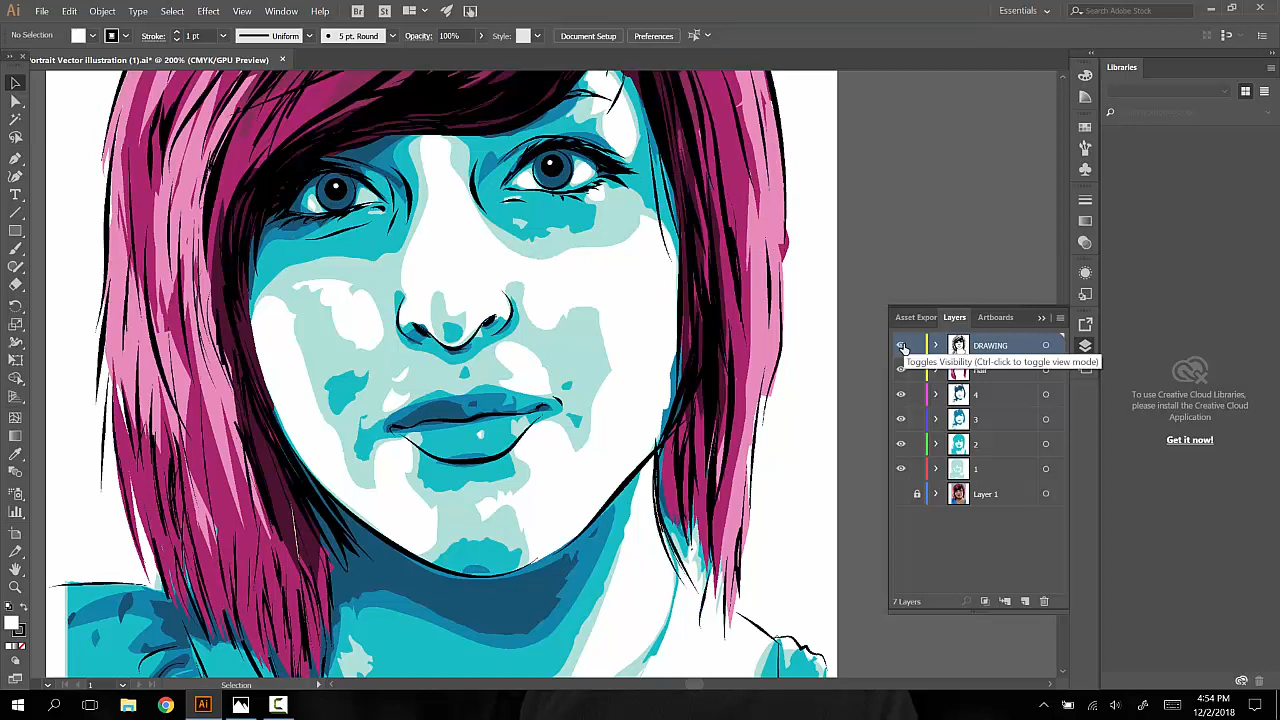 Ai File Edit Object Type Select Effect View Window Help Br St Essentials Search Adobe Stock
No Selection Stroke: 1 pt Uniform 5 pt. Round Opacity: 100% Style: Document Setup Preferences
Portrait Vector illustration (1).ai* @ 200% (CMYK/GPU Preview)
Libraries
Asset Expor Layers Artboards
DRAWING
Toggles Visibility (Ctrl-click to toggle view mode)
4
3
2
1
Layer 1
7 Layers
To use Creative Cloud Libraries,
please install the Creative Cloud
Application
Get it now!
1 Selection
4:54 PM
12/2/2018